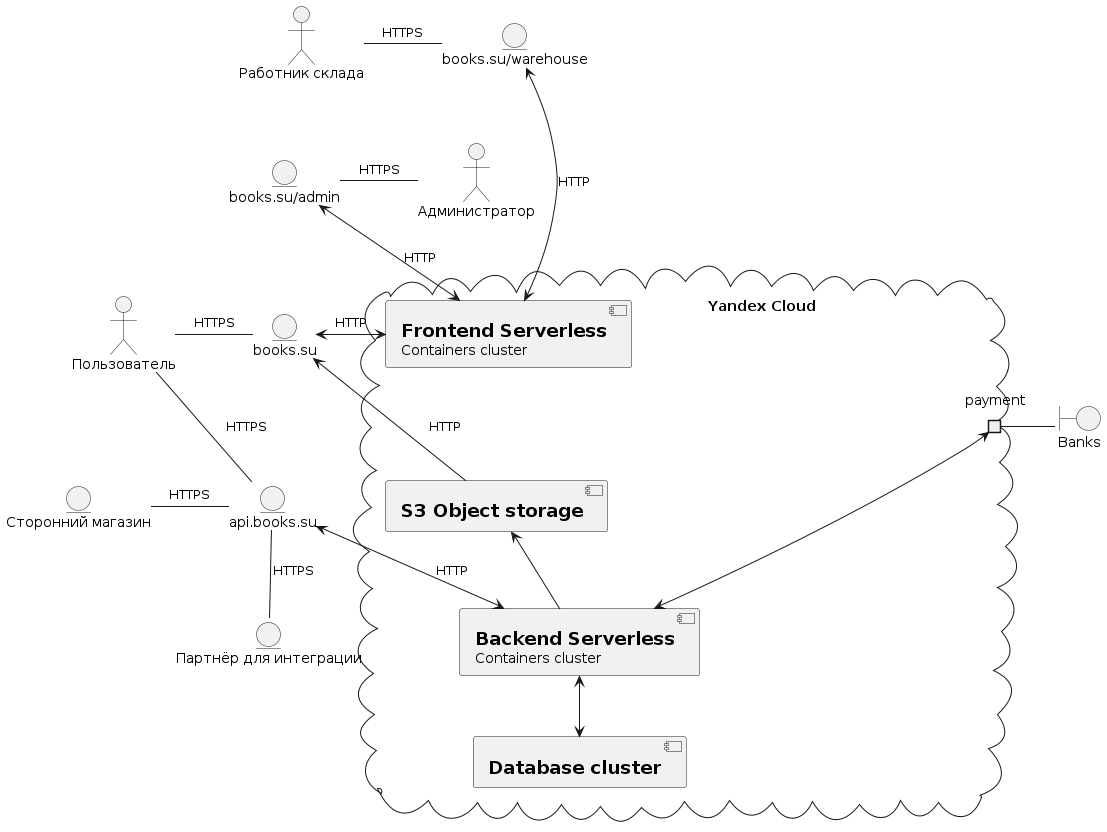 HTTPS
Работник склада
books.su/warehouse
HTTPS
books.su/admin
Администратор
HTTP
HTTP
Yandex Cloud
HTTPS
HTTP
Пользователь
books.su
Frontend Serverless
Containers cluster
payment
Banks
HTTPS
HTTP
HTTPS
Сторонний магазин
api.books.su
S3 Object storage
HTTPS
HTTP
Партнёр для интеграции
Backend Serverless
Containers cluster
Database cluster